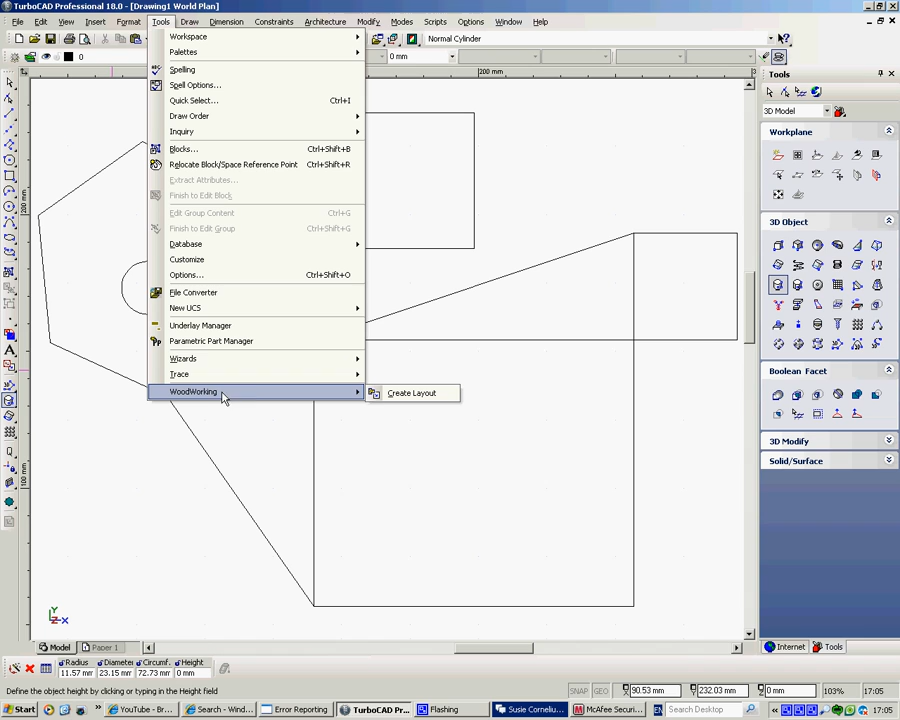 TurboCAD Professional 18.0 - [Drawing1 World Plan]
File Edit View Insert Format Tools Draw Dimension Constraints Architecture Modify Modes Scripts Options Window Help
Normal Cylinder
0
0 mm
200 mm
3
200 mm
100 mm
Workspace
Palettes
Spelling
Spell Options...
Quick Select... Ctrl+I
Draw Order
Inquiry
Blocks... Ctrl+Shift+B
Relocate Block/Space Reference Point Ctrl+Shift+R
Extract Attributes...
Finish to Edit Block
Edit Group Content Ctrl+G
Finish to Edit Group Ctrl+Shift+G
Database
Customize
Options... Ctrl+Shift+O
File Converter
New UCS
Underlay Manager
Parametric Part Manager
Wizards
Trace
WoodWorking
Create Layout
Tools
3D Model
Workplane
3D Object
Boolean Facet
3D Modify
Solid/Surface
Internet Tools
Y
Z X
Model Paper 1
Radius Diameter Circumf. Height
11.57 mm 23.15 mm 72.73 mm 0 mm
Define the object height by clicking or typing in the Height field
SNAP GEO X 90.53 mm Y 232.03 mm Z 0 mm 103% 17:05
Start YouTube - Br... Search - Wind... Error Reporting TurboCAD Pr... Flashing Susie Corneliu... McAfee Securi... EN Search Desktop 17:05